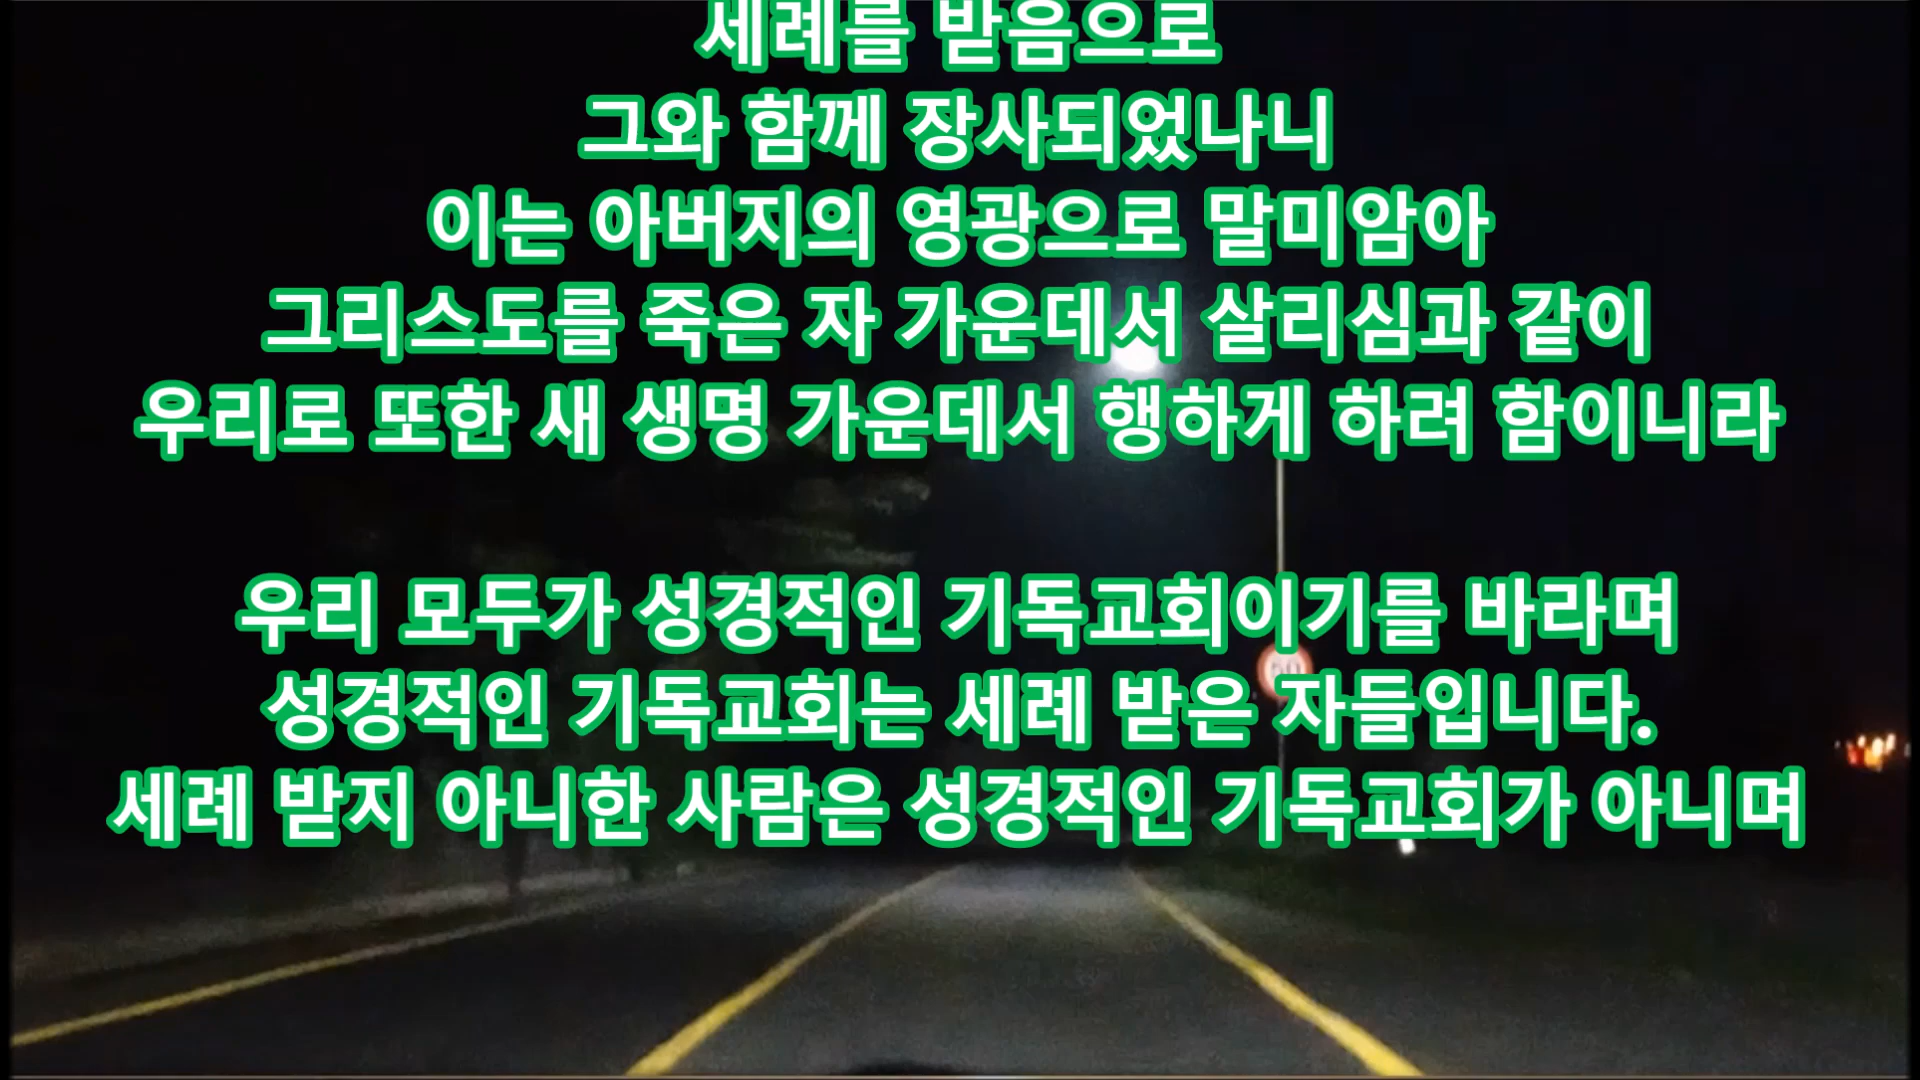 세례를 받음으로
그와 함께 장사되었나니
이는 아버지의 영광으로 말미암아
그리스도를 죽은 자 가운데서 살리심과 같이
우리로 또한 새 생명 가운데서 행하게 하려 함이니라
우리 모두가 성경적인 기독교회이기를 바라며
성경적인 기독교회는 세례 받은 자들입니다.
세례 받지 아니한 사람은 성경적인 기독교회가 아니며